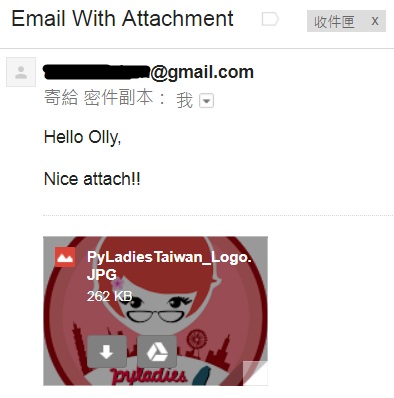 Email With Attachment
收件匣 x
@gmail.com
寄給 密件副本： 我
Hello Olly,
Nice attach!!
PyLadiesTaiwan_Logo.
JPG
262 KB
pyladies